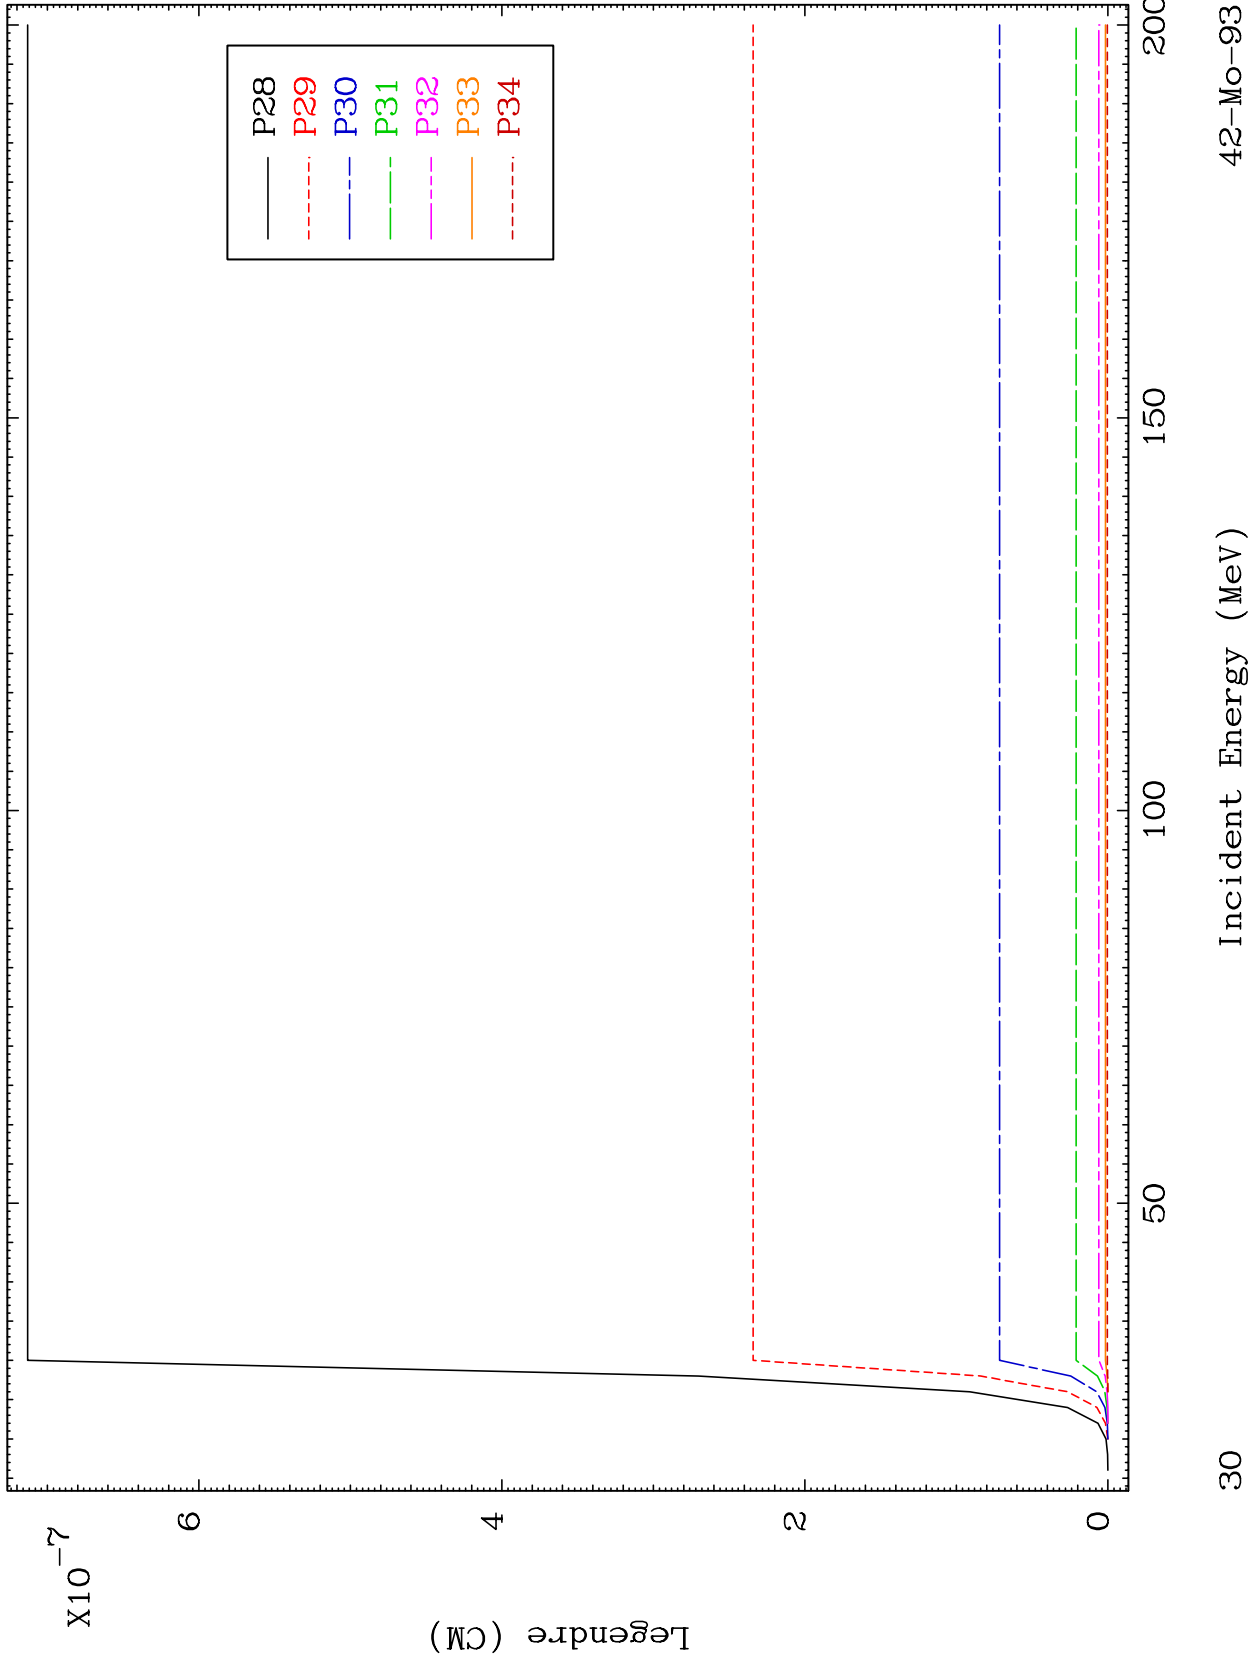 X10-7
6
4
2
0
Legendre (CM)
P28
P29
P30
P31
P32
P33
P34
50
100
150
200
Incident Energy (MeV)
30
42-Mo-93